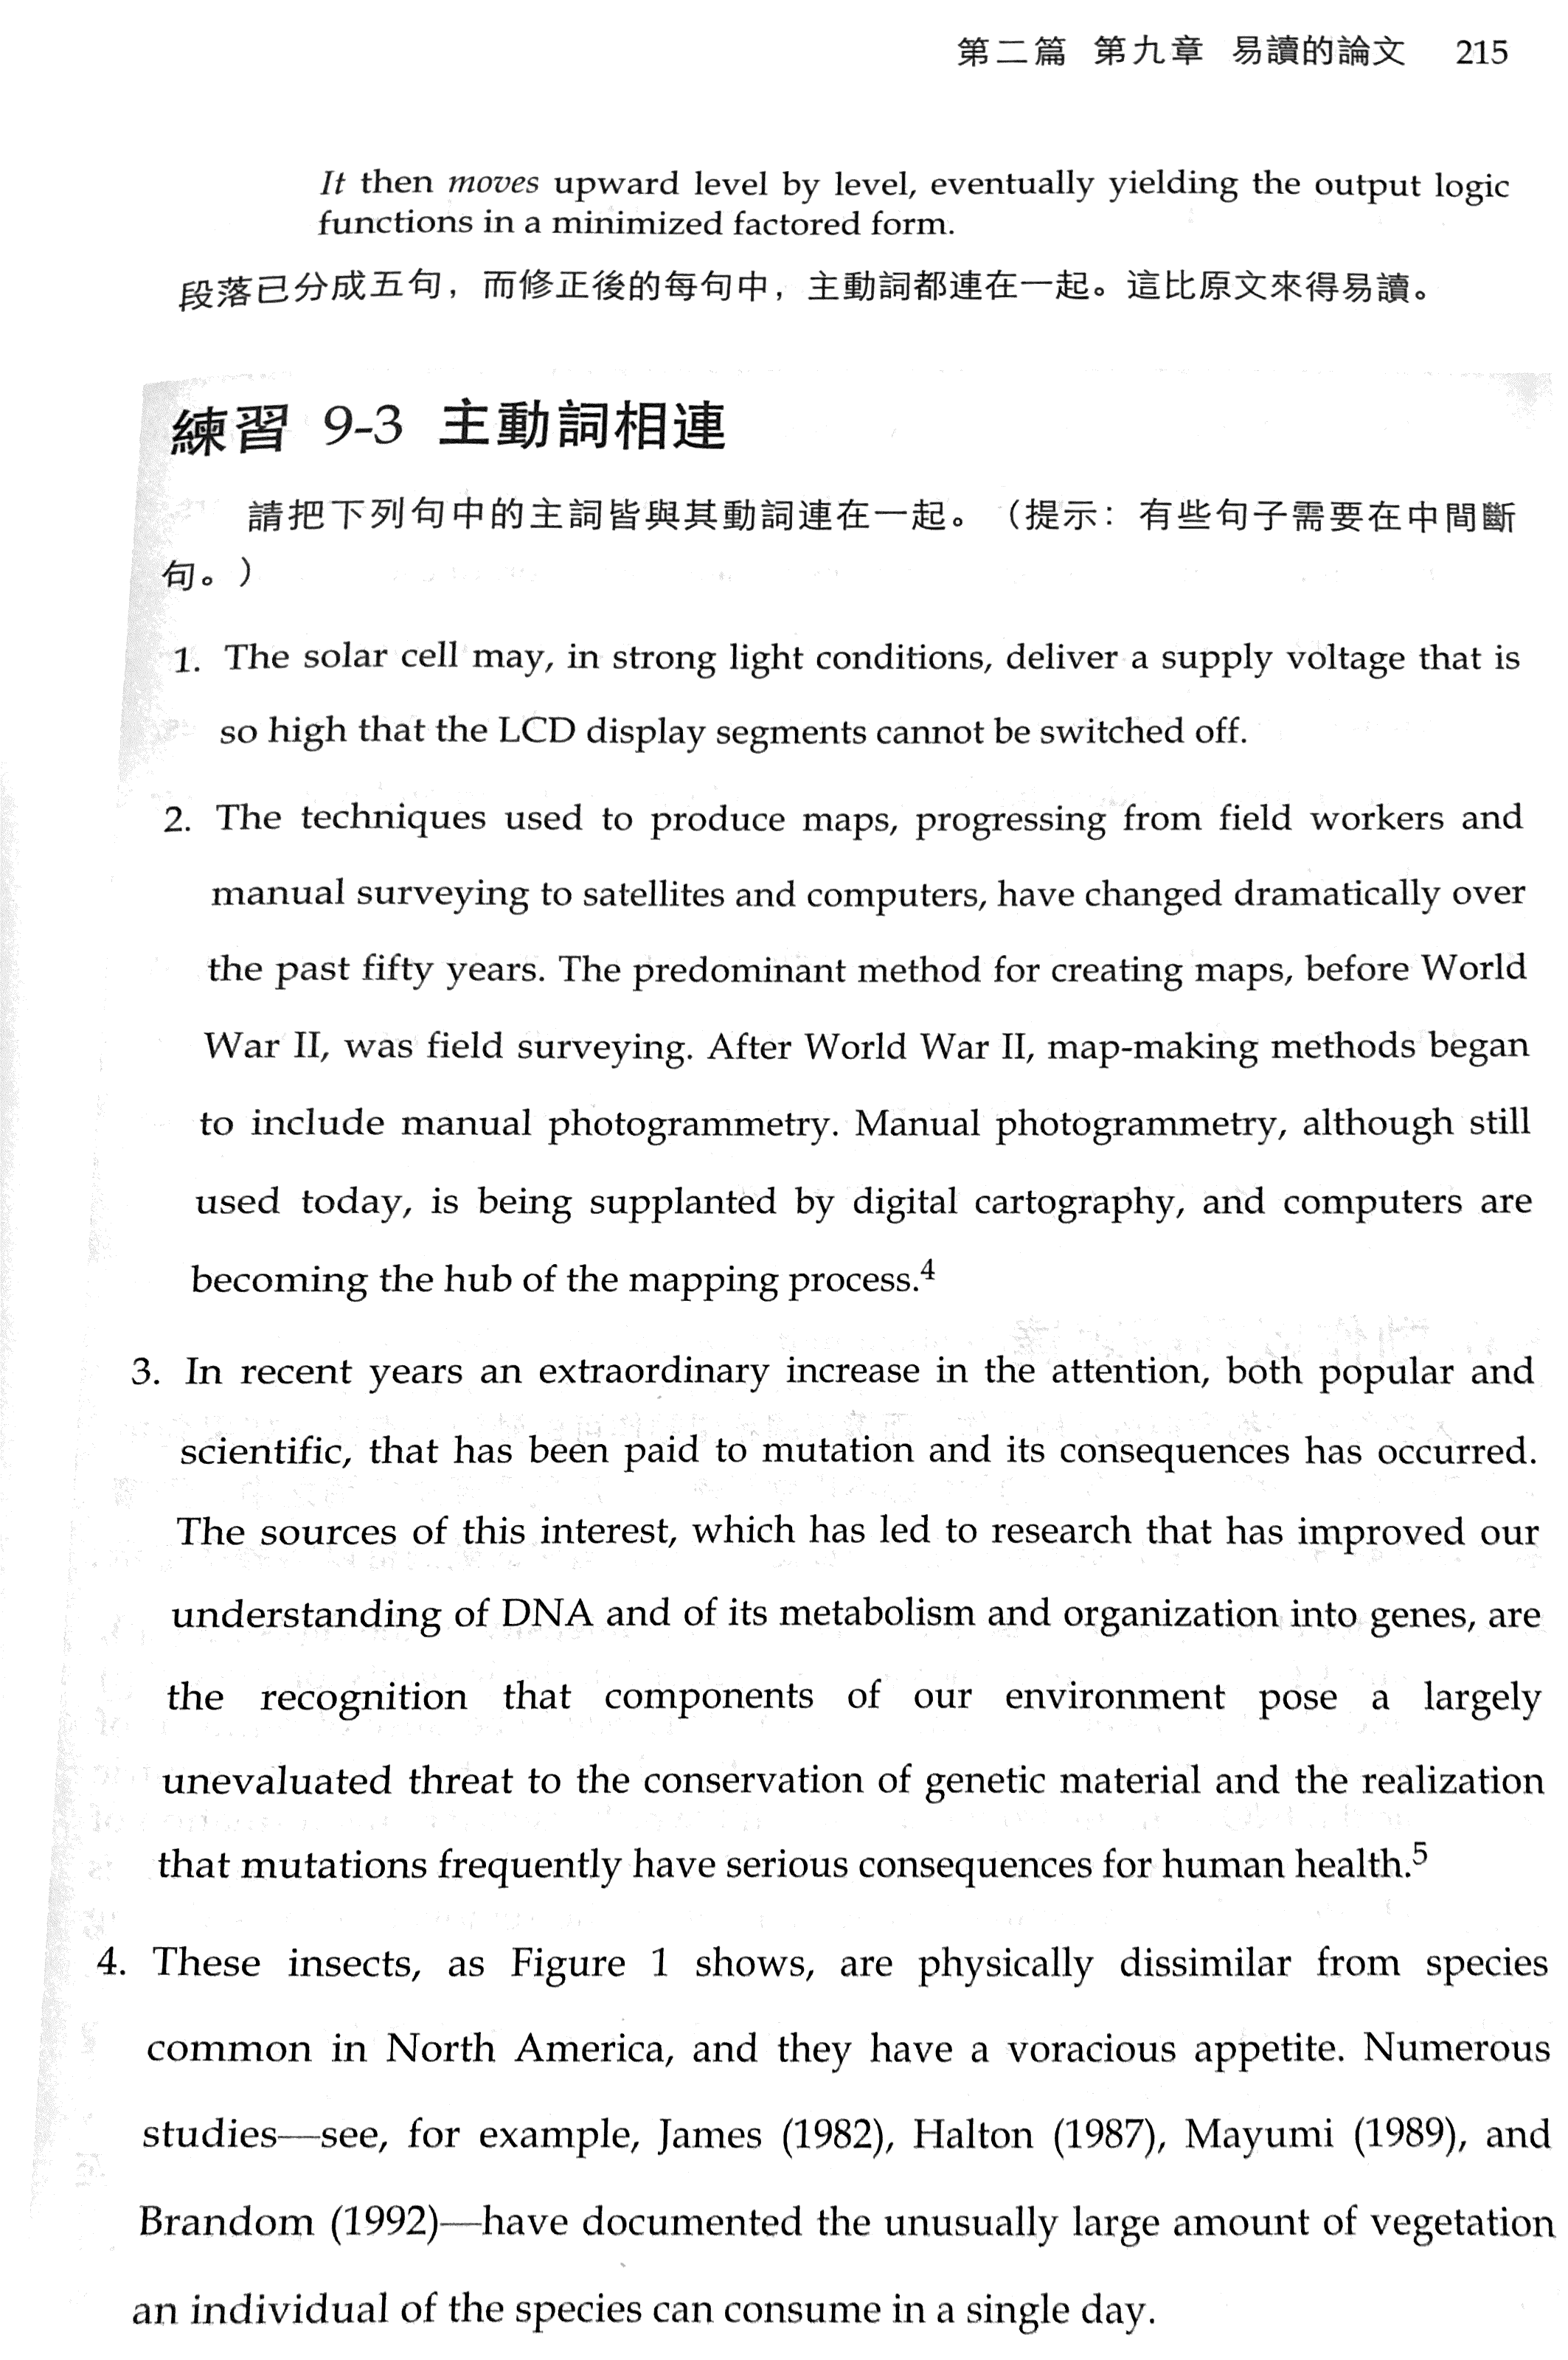 第二篇 第九章 易讀的論文 215
It then moves upward level by level, eventually yielding the output logic
functions in a minimized factored form.
段落已分成五句，而修正後的每句中，主動詞都連在一起。這比原文來得易讀。
練習 9-3 主動詞相連
請把下列句中的主詞皆與其動詞連在一起。（提示：有些句子需要在中間斷
句。）
1. The solar cell may, in strong light conditions, deliver a supply voltage that is
so high that the LCD display segments cannot be switched off.
2. The techniques used to produce maps, progressing from field workers and
manual surveying to satellites and computers, have changed dramatically over
the past fifty years. The predominant method for creating maps, before World
War II, was field surveying. After World War II, map-making methods began
to include manual photogrammetry. Manual photogrammetry, although still
used today, is being supplanted by digital cartography, and computers are
becoming the hub of the mapping process.4
3. In recent years an extraordinary increase in the attention, both popular and
scientific, that has been paid to mutation and its consequences has occurred.
The sources of this interest, which has led to research that has improved our
understanding of DNA and of its metabolism and organization into genes, are
the recognition that components of our environment pose a largely
unevaluated threat to the conservation of genetic material and the realization
that mutations frequently have serious consequences for human health.5
4. These insects, as Figure 1 shows, are physically dissimilar from species
common in North America, and they have a voracious appetite. Numerous
studies—see, for example, James (1982), Halton (1987), Mayumi (1989), and
Brandom (1992)—have documented the unusually large amount of vegetation
an individual of the species can consume in a single day.